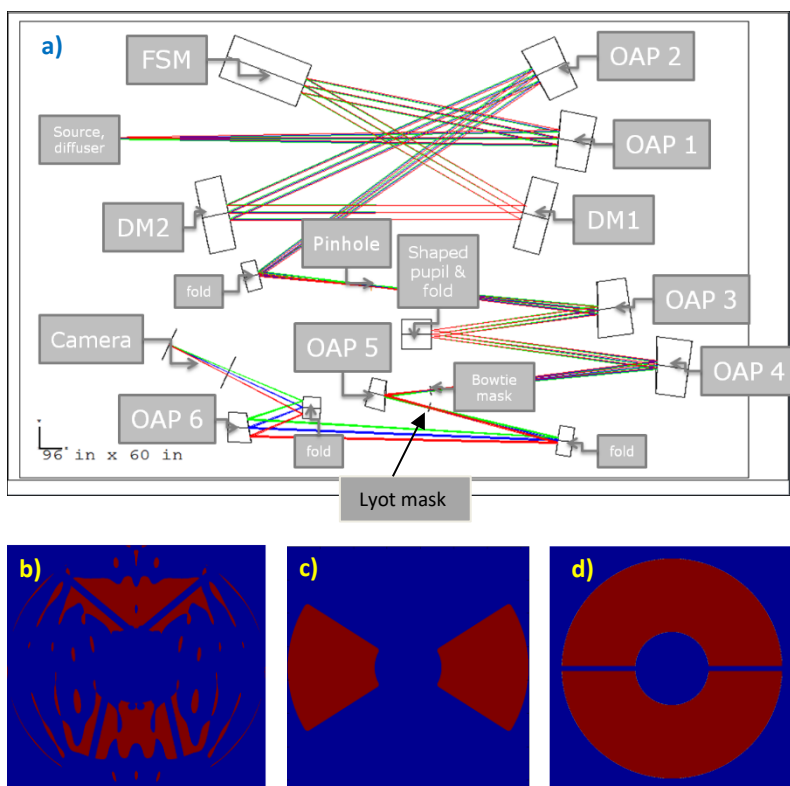 a)
FSM
OAP 2
Source,
diffuser
OAP 1
DM2
Pinhole
Shaped
pupil &
fold
DM1
fold
OAP 3
Camera
OAP 5
Bowtie
mask
OAP 4
OAP 6
fold
fold
96 in x 60 in
Lyot mask
b)
c)
d)